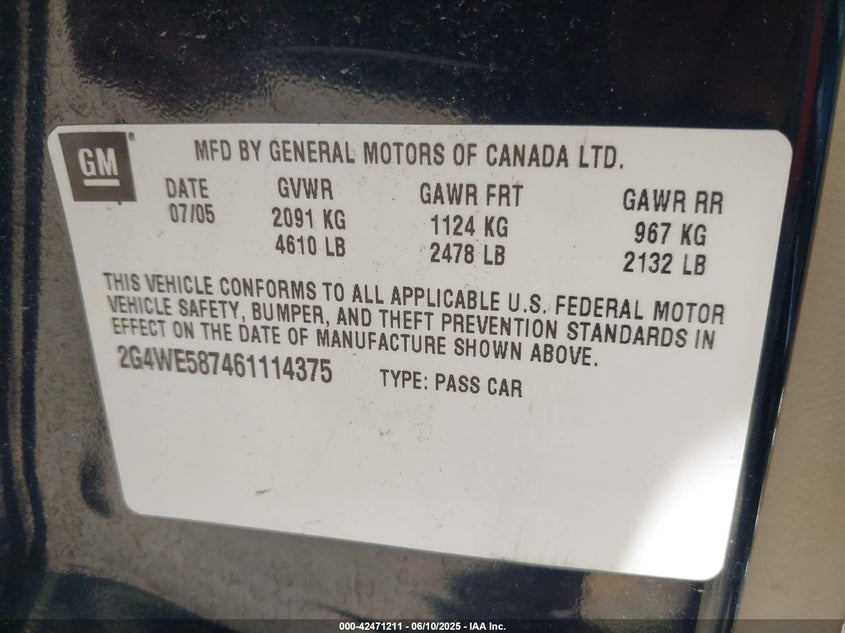 GM®
MFD BY GENERAL MOTORS OF CANADA LTD.
DATE GVWR GAWR FRT GAWR RR
07/05 2091 KG 1124 KG 967 KG
4610 LB 2478 LB 2132 LB
THIS VEHICLE CONFORMS TO ALL APPLICABLE U.S. FEDERAL MOTOR
VEHICLE SAFETY, BUMPER, AND THEFT PREVENTION STANDARDS IN
EFFECT ON THE DATE OF MANUFACTURE SHOWN ABOVE.
2G4WE587461114375 TYPE: PASS CAR
000-42471211 - 06/10/2025 - IAA Inc.